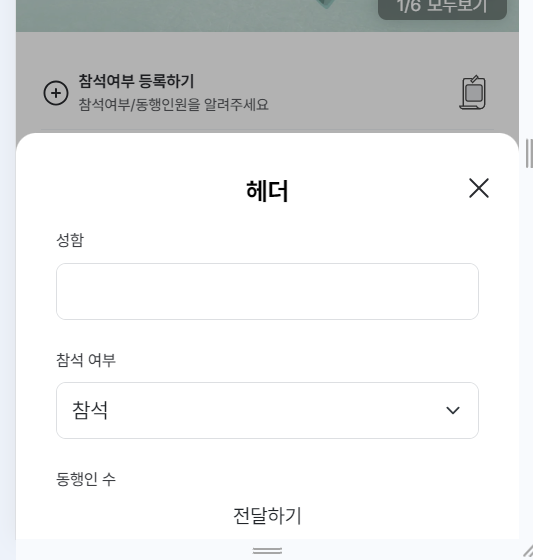 1/6 모두보기
참석여부 등록하기
참석여부/동행인원을 알려주세요
헤더
성함
참석 여부
참석
동행인 수
전달하기